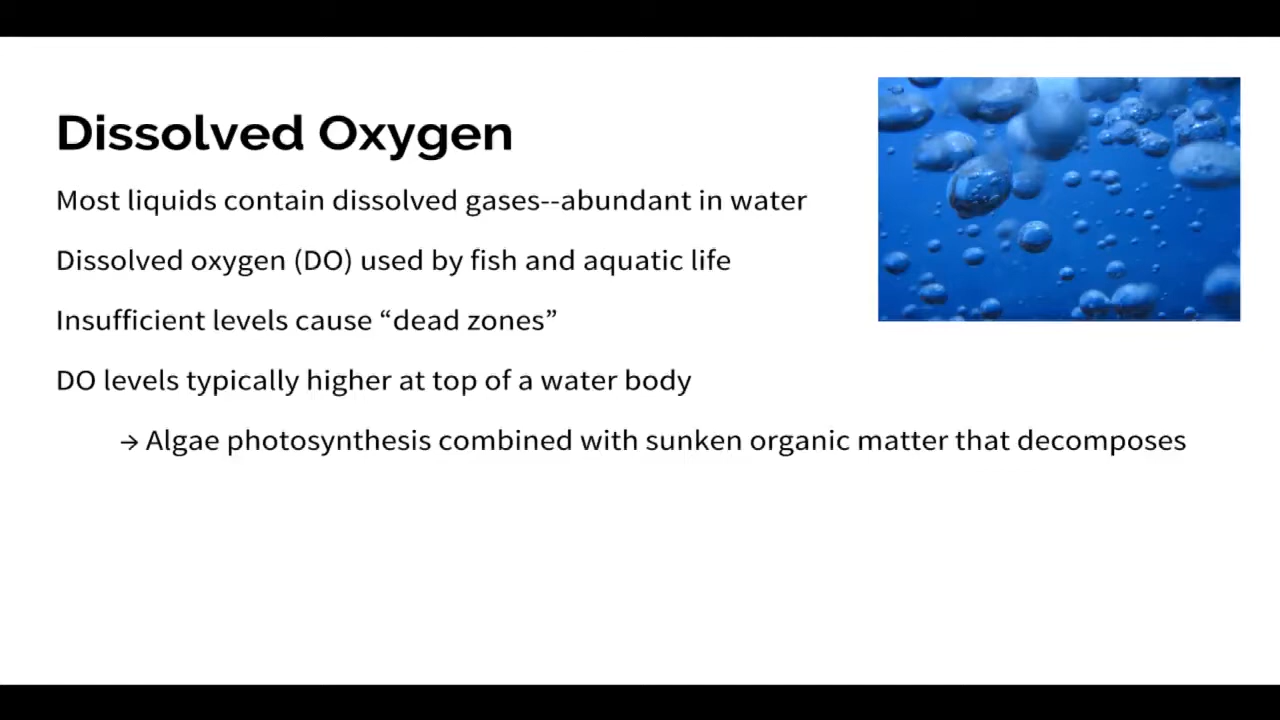 Dissolved Oxygen
Most liquids contain dissolved gases--abundant in water
Dissolved oxygen (DO) used by fish and aquatic life
Insufficient levels cause “dead zones”
DO levels typically higher at top of a water body
→ Algae photosynthesis combined with sunken organic matter that decomposes